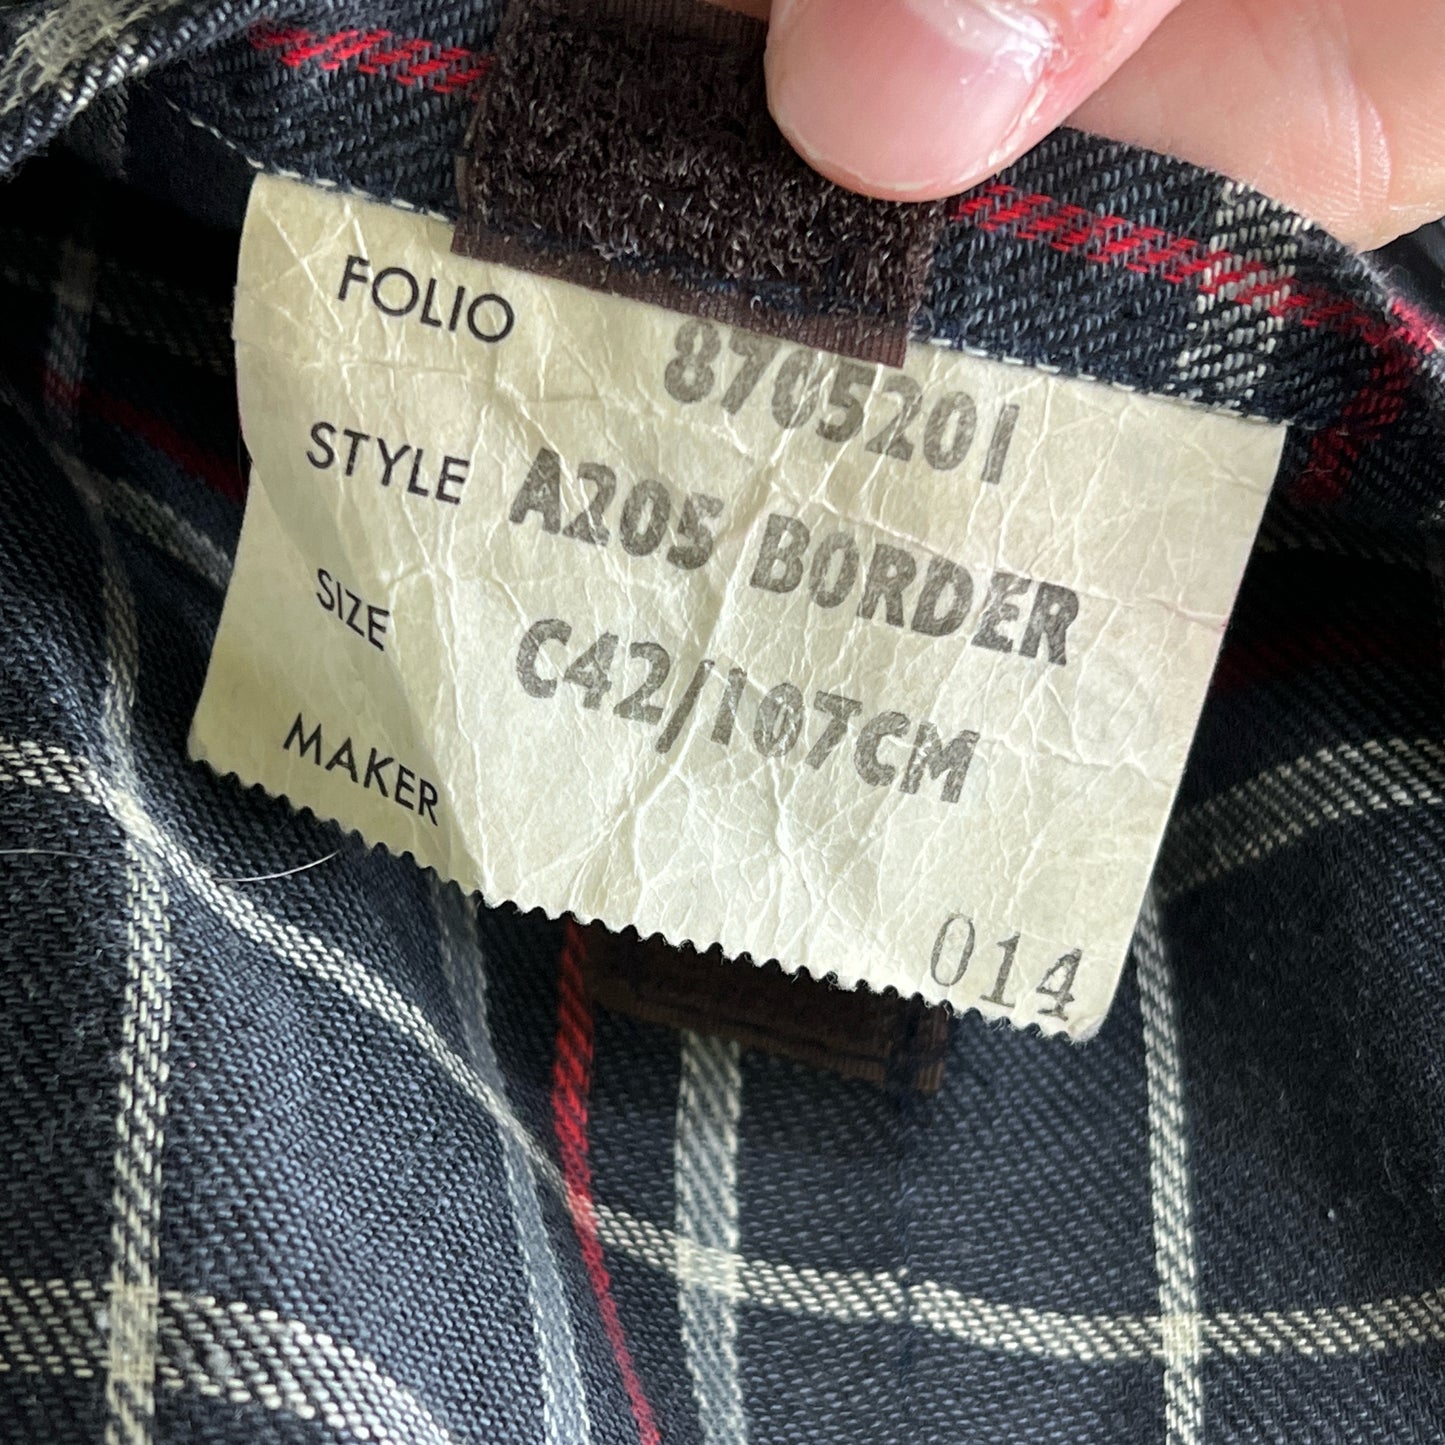 FOLIO 8705201
STYLE A205 BORDER
SIZE C42/107CM
MAKER
014